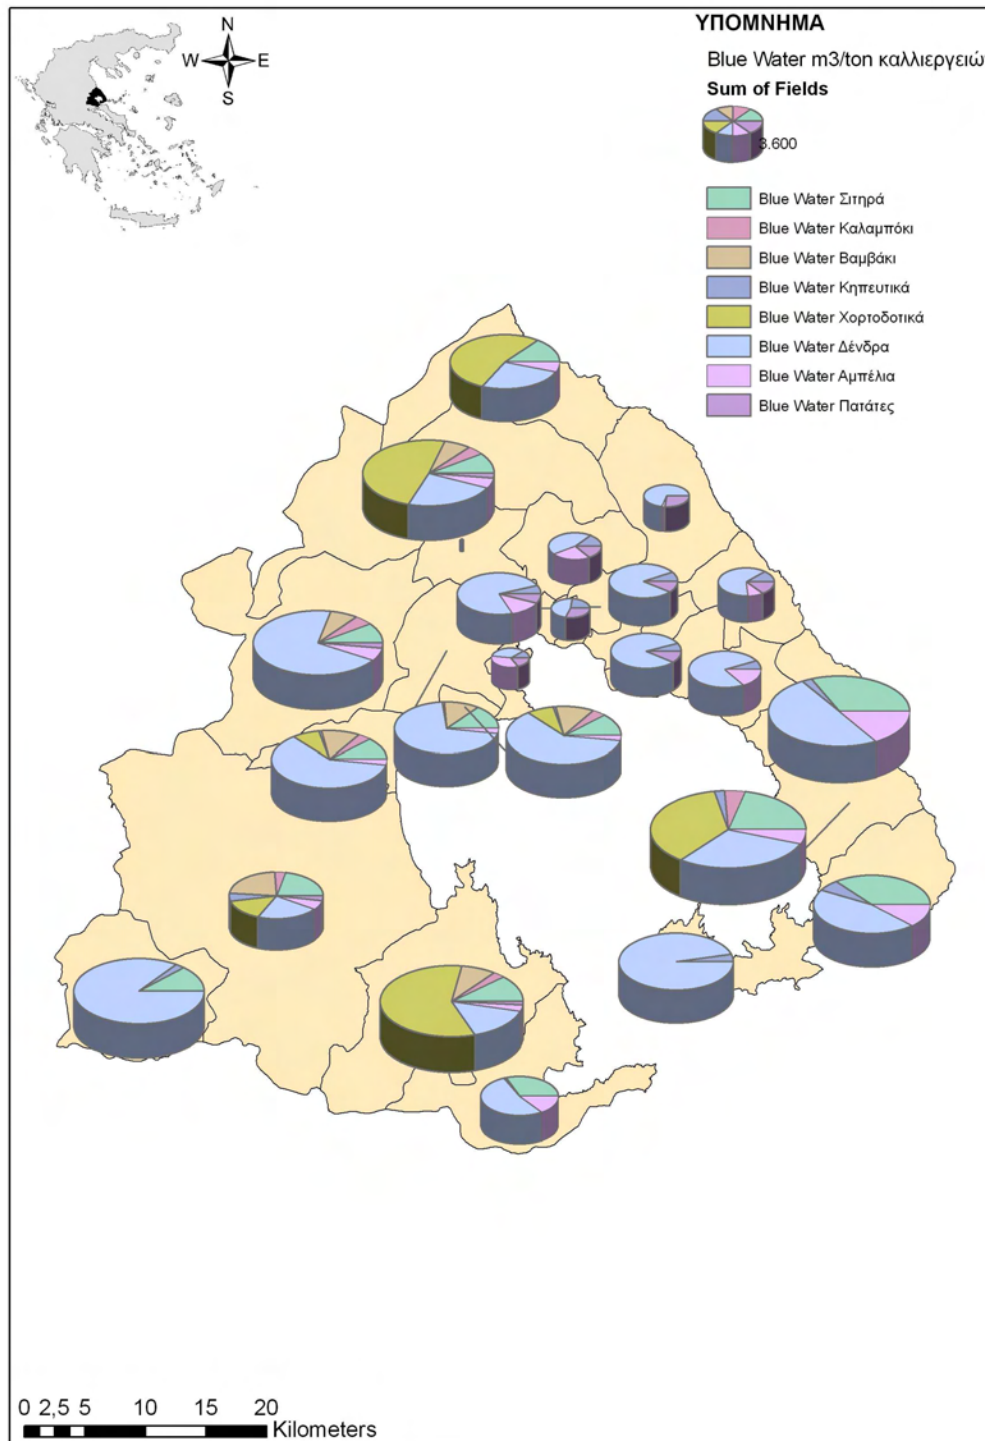 N
W E
S
ΥΠΟΜΝΗΜΑ
Blue Water m3/ton καλλιεργειώ
Sum of Fields
3.600
Blue Water Σιτηρά
Blue Water Καλαμπόκι
Blue Water Βαμβάκι
Blue Water Κηπευτικά
Blue Water Χορτοδοτικά
Blue Water Δένδρα
Blue Water Αμπέλια
Blue Water Πατάτες
0 2,5 5 10 15 20
Kilometers